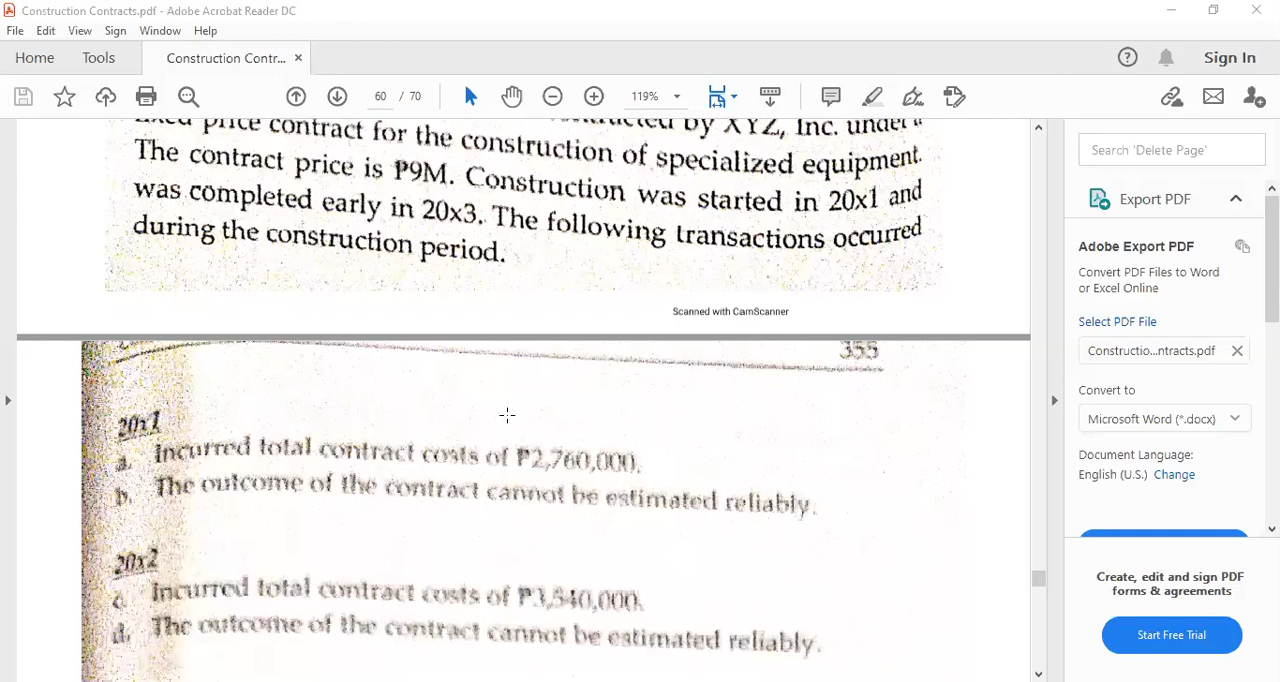 Construction Contracts.pdf - Adobe Acrobat Reader DC
File Edit View Sign Window Help
Home Tools Construction Contr... × Sign In
60 / 70 119%
fixed price contract for the construction of specialized equipment. by XYZ, Inc. under
The contract price is ₱9M. Construction was started in 20x1 and
was completed early in 20x3. The following transactions occurred
during the construction period.
Scanned with CamScanner
355
20x1
a. Incurred total contract costs of ₱2,760,000.
b. The outcome of the contract cannot be estimated reliably.
20x2
c. Incurred total contract costs of ₱3,540,000.
d. The outcome of the contract cannot be estimated reliably.
Search 'Delete Page'
Export PDF
Adobe Export PDF
Convert PDF Files to Word
or Excel Online
Select PDF File
Constructio...ntracts.pdf
Convert to
Microsoft Word (*.docx)
Document Language:
English (U.S.) Change
Create, edit and sign PDF
forms & agreements
Start Free Trial